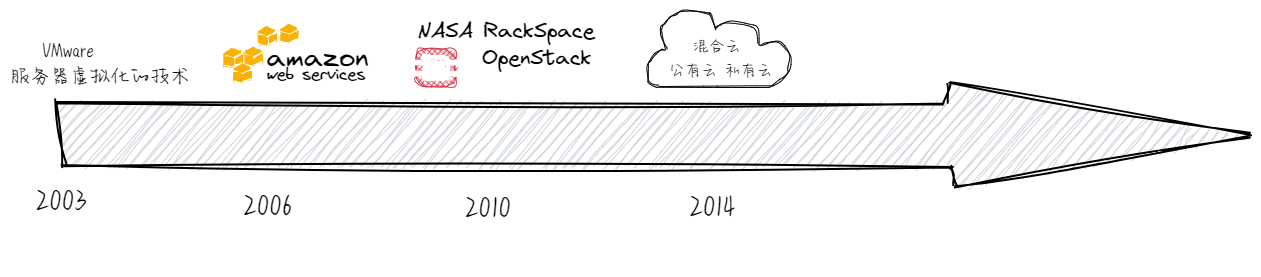 VMware
服务器虚拟化的技术
amazon
web services
NASA RackSpace
OpenStack
混合云
公有云 私有云
2003
2006
2010
2014